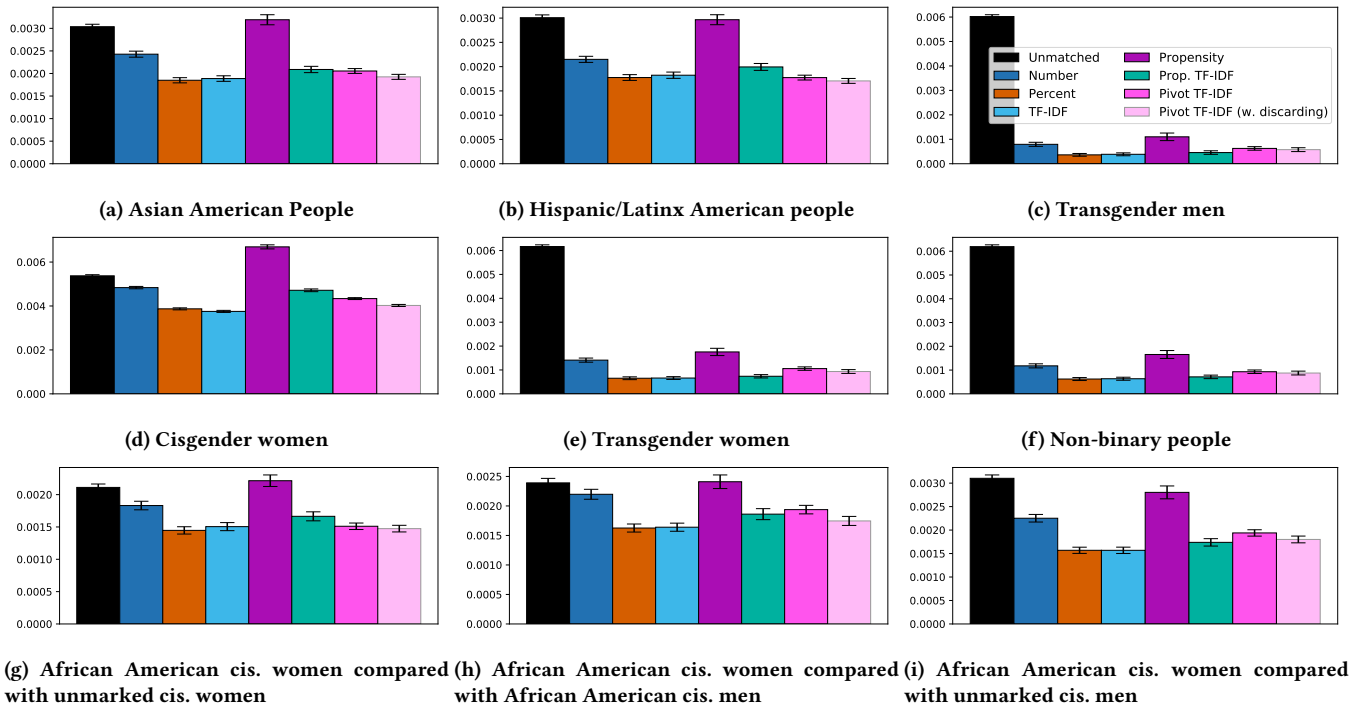 0.0030
0.0025
0.0020
0.0015
0.0010
0.0005
0.0000
(a) Asian American People
0.0030
0.0025
0.0020
0.0015
0.0010
0.0005
0.0000
(b) Hispanic/Latinx American people
0.006
0.005
0.004
0.003
0.002
0.001
0.000
Unmatched
Number
Percent
TF-IDF
Propensity
Prop. TF-IDF
Pivot TF-IDF
Pivot TF-IDF (w. discarding)
(c) Transgender men
0.006
0.004
0.002
0.000
(d) Cisgender women
0.006
0.005
0.004
0.003
0.002
0.001
0.000
(e) Transgender women
0.006
0.005
0.004
0.003
0.002
0.001
0.000
(f) Non-binary people
0.0020
0.0015
0.0010
0.0005
0.0000
(g) African American cis. women compared
with unmarked cis. women
0.0025
0.0020
0.0015
0.0010
0.0005
0.0000
(h) African American cis. women compared
with African American cis. men
0.0030
0.0025
0.0020
0.0015
0.0010
0.0005
0.0000
(i) African American cis. women compared
with unmarked cis. men